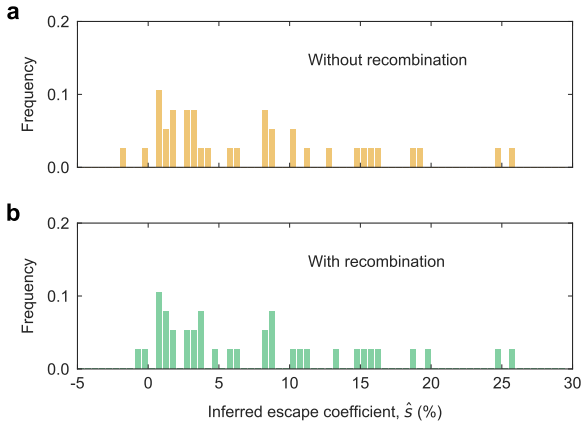 a
0.2
Without recombination
Frequency
0.1
0.0
b
0.2
With recombination
Frequency
0.1
0.0
-5 0 5 10 15 20 25 30
Inferred escape coefficient, ŝ (%)